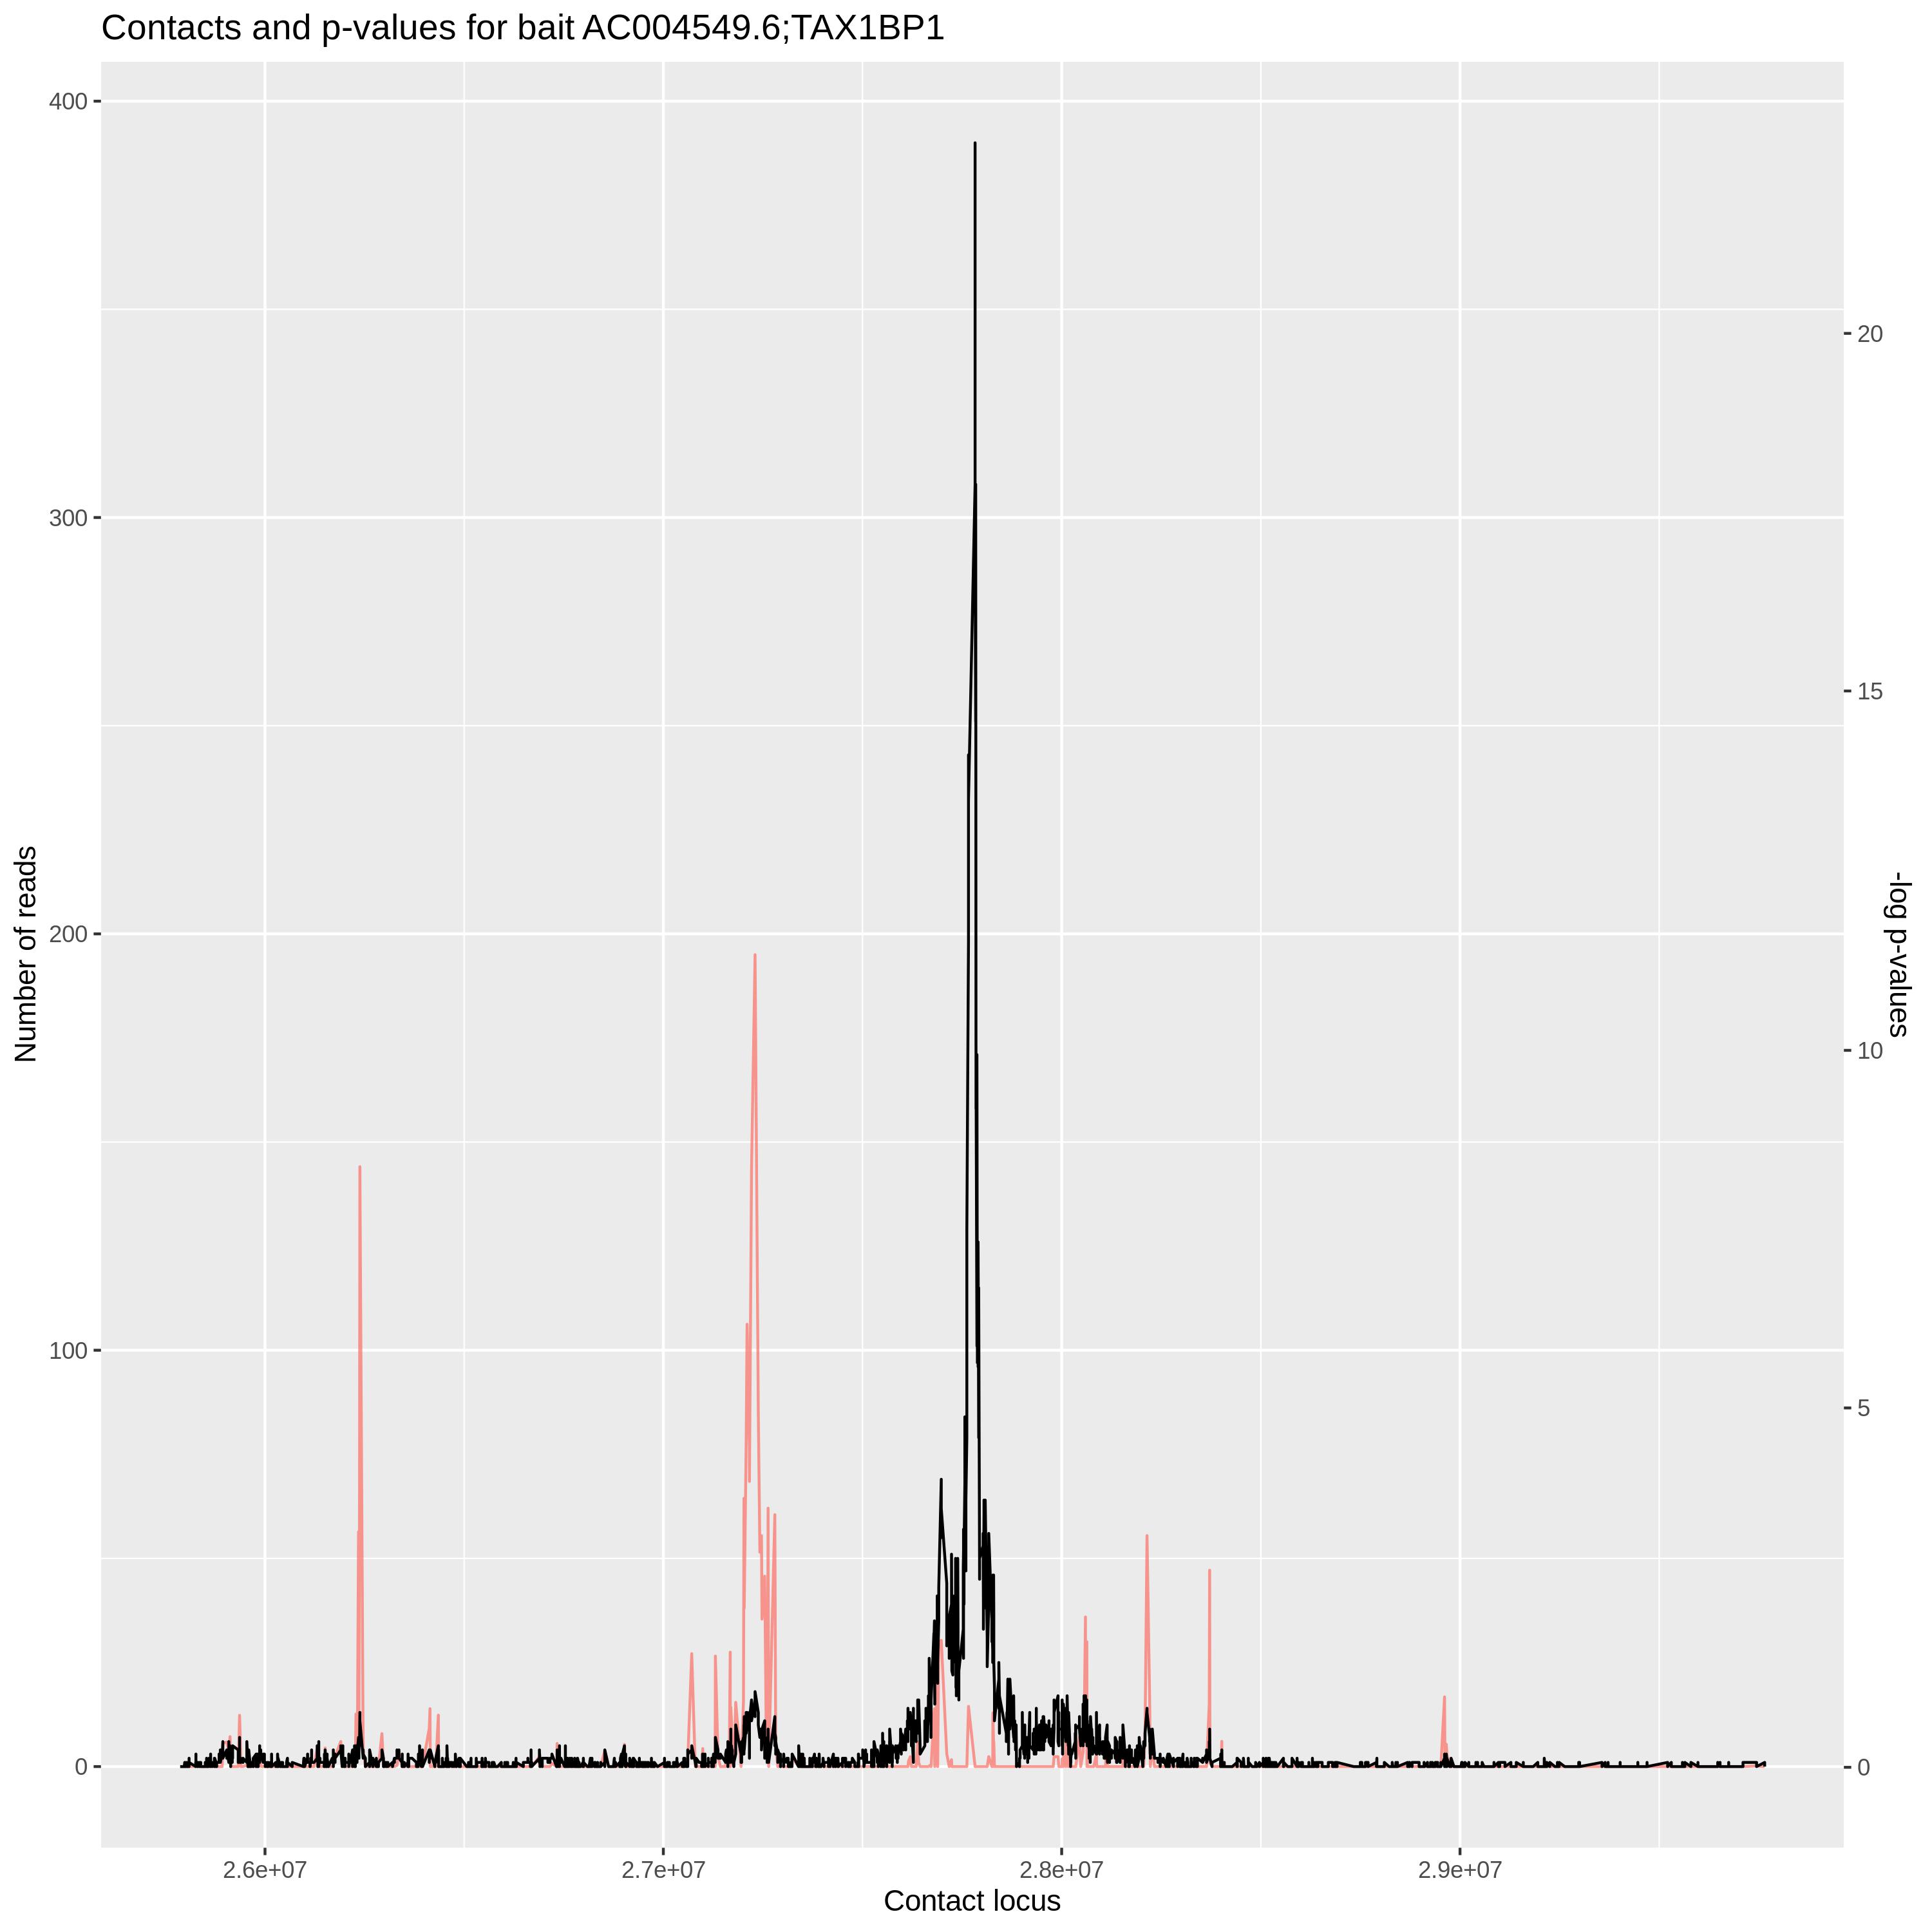 Contacts and p-values for bait AC004549.6;TAX1BP1
400
300
200
100
0
Number of reads
20
15
10
5
0
-log p-values
2.6e+07 2.7e+07 2.8e+07 2.9e+07
Contact locus